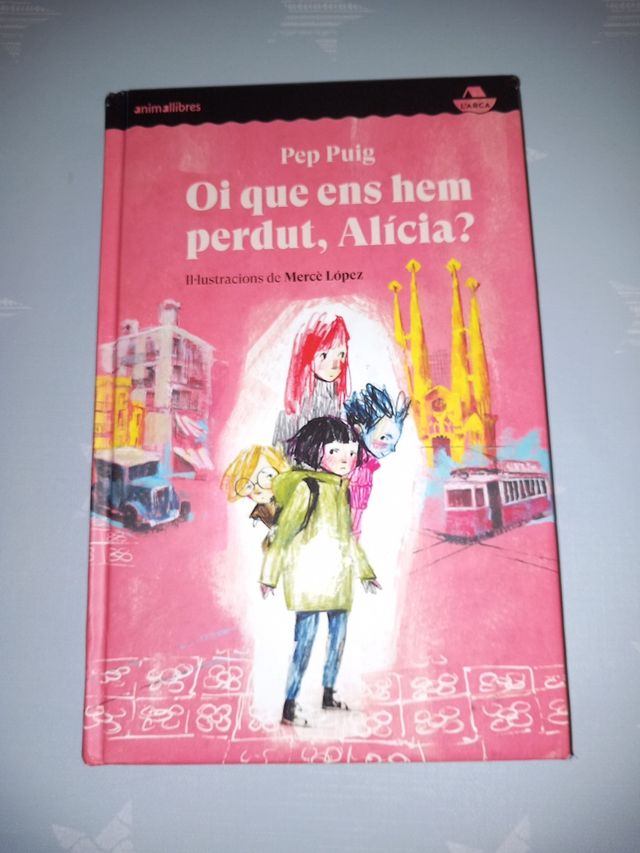 animallibres
L'ARCA
Pep Puig
Oi que ens hem
perdut, Alícia?
Il·lustracions de Mercè López